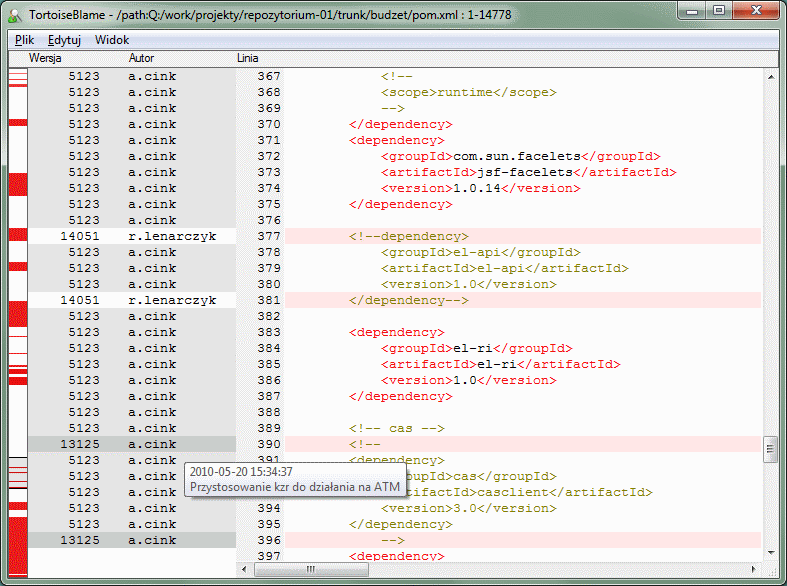 TortoiseBlame - /path:Q:/work/projekty/repozytorium-01/trunk/budzet/pom.xml : 1-14778
Plik Edytuj Widok
Wersja Autor Linia
5123 a.cink 367 <!--
5123 a.cink 368 <scope>runtime</scope>
5123 a.cink 369 -->
5123 a.cink 370 </dependency>
5123 a.cink 371 <dependency>
5123 a.cink 372 <groupId>com.sun.facelets</groupId>
5123 a.cink 373 <artifactId>jsf-facelets</artifactId>
5123 a.cink 374 <version>1.0.14</version>
5123 a.cink 375 </dependency>
5123 a.cink 376
14051 r.lenarczyk 377 <!--dependency>
5123 a.cink 378 <groupId>el-api</groupId>
5123 a.cink 379 <artifactId>el-api</artifactId>
5123 a.cink 380 <version>1.0</version>
14051 r.lenarczyk 381 </dependency-->
5123 a.cink 382
5123 a.cink 383 <dependency>
5123 a.cink 384 <groupId>el-ri</groupId>
5123 a.cink 385 <artifactId>el-ri</artifactId>
5123 a.cink 386 <version>1.0</version>
5123 a.cink 387 </dependency>
5123 a.cink 388
5123 a.cink 389 <!-- cas -->
13125 a.cink 390 <!--
5123 a.cink 391 <dependency>
5123 a.cink oupId>cas</groupId>
2010-05-20 15:34:37
Przystosowanie kzr do działania na ATM
5123 a.cink tifactId>casclient</artifactId>
5123 a.cink 394 <version>3.0</version>
5123 a.cink 395 </dependency>
13125 a.cink 396 -->
397 <dependency>